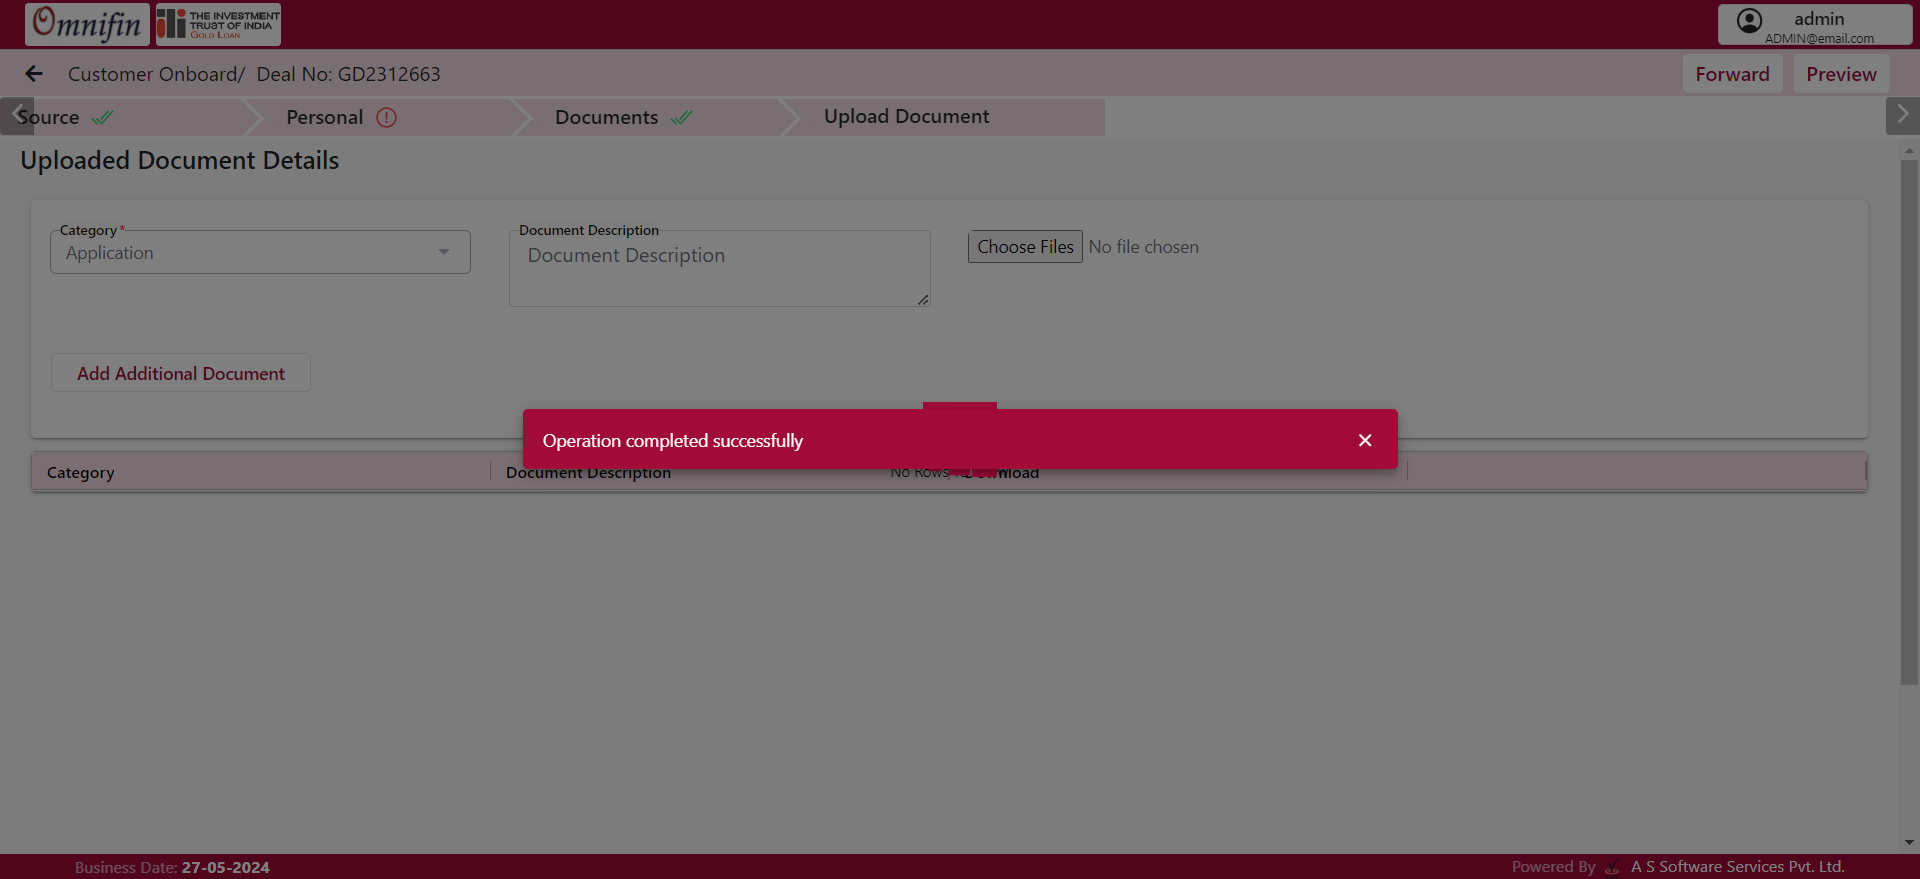 Omnifin
THE INVESTMENT
TRUST OF INDIA
GOLD LOAN
admin
ADMIN@email.com
Customer Onboard/ Deal No: GD2312663
Forward
Preview
Source
Personal
Documents
Upload Document
Uploaded Document Details
Category*
Application
Document Description
Document Description
Choose Files No file chosen
Add Additional Document
Operation completed successfully
Category
Document Description
No Rows
Business Date: 27-05-2024
Powered By A S Software Services Pvt. Ltd.